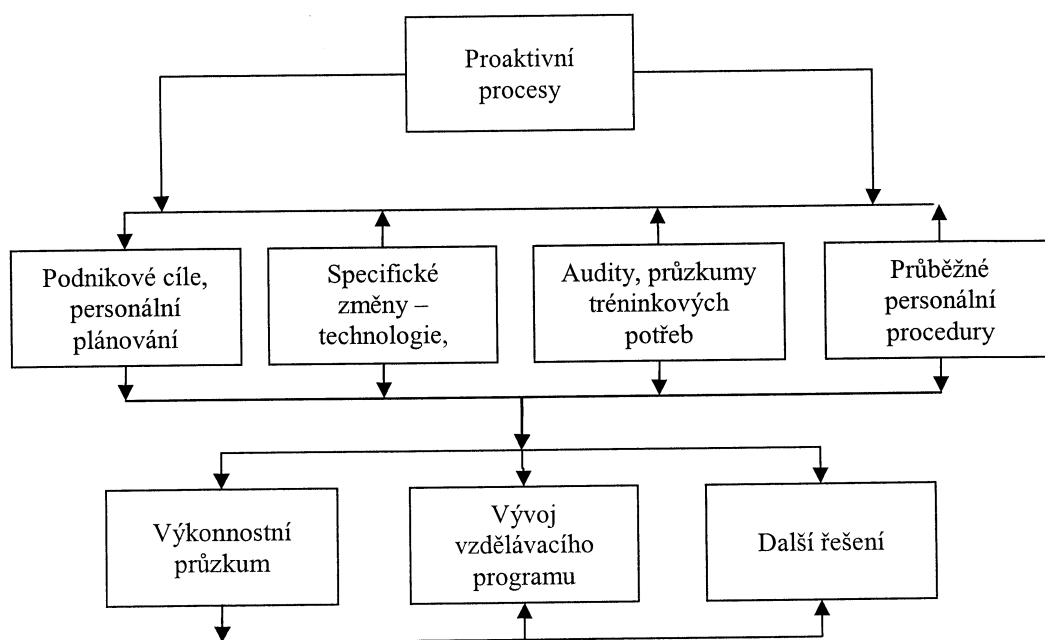 Proaktivní
procesy
Podnikové cíle,
personální
plánování
Specifické
změny –
technologie,
Audity, průzkumy
tréninkových
potřeb
Průběžné
personální
procedury
Výkonnostní
průzkum
Vývoj
vzdělávacího
programu
Další řešení